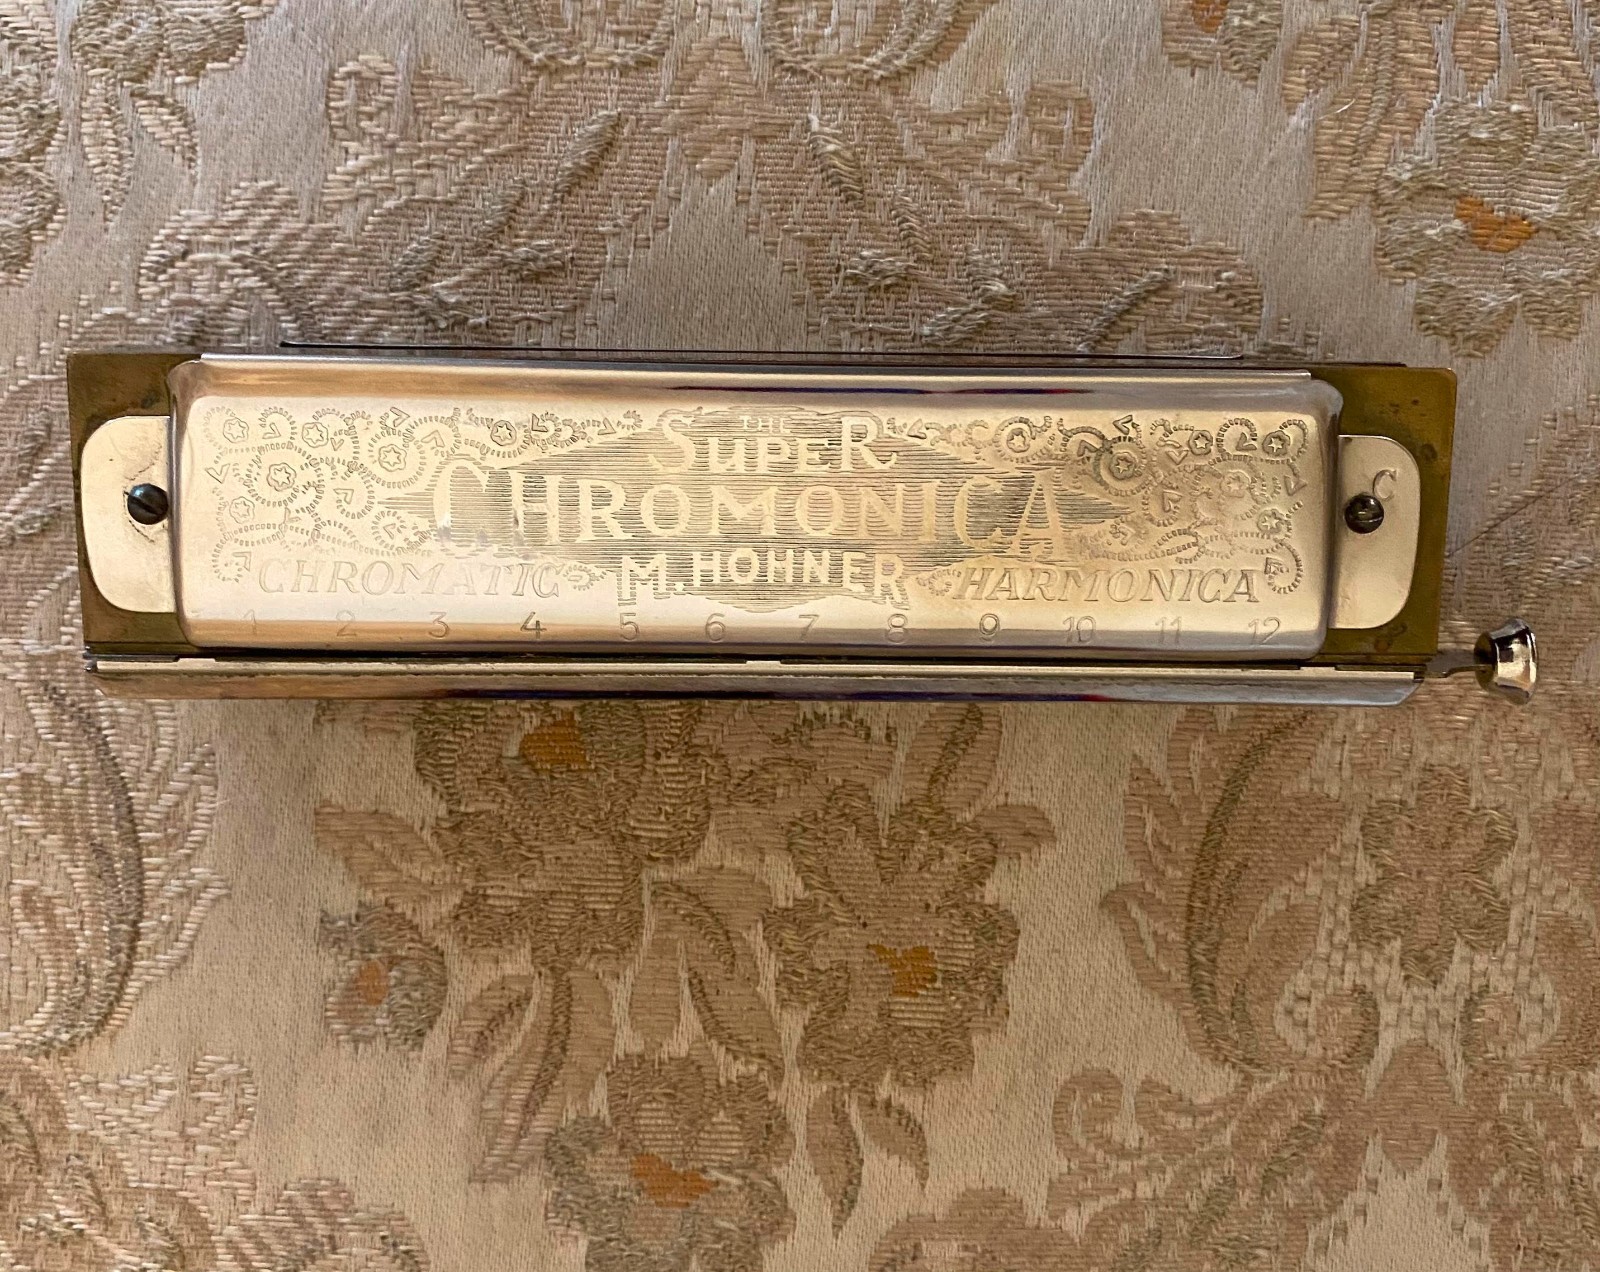 THE
SUPER
CHROMONICA
C
CHROMATIC M. HOHNER HARMONICA
1 2 3 4 5 6 7 8 9 10 11 12